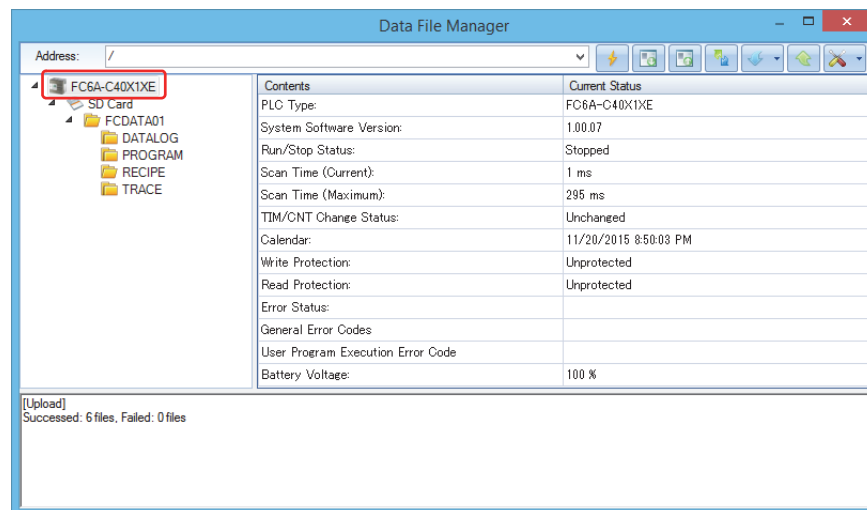 Data File Manager
Address: /
FC6A-C40X1XE
SD Card
FCDATA01
DATALOG
PROGRAM
RECIPE
TRACE
Contents Current Status
PLC Type: FC6A-C40X1XE
System Software Version: 1.00.07
Run/Stop Status: Stopped
Scan Time (Current): 1 ms
Scan Time (Maximum): 295 ms
TIM/CNT Change Status: Unchanged
Calendar: 11/20/2015 8:50:03 PM
Write Protection: Unprotected
Read Protection: Unprotected
Error Status:
General Error Codes
User Program Execution Error Code
Battery Voltage: 100 %
[Upload]
Successed: 6 files, Failed: 0 files